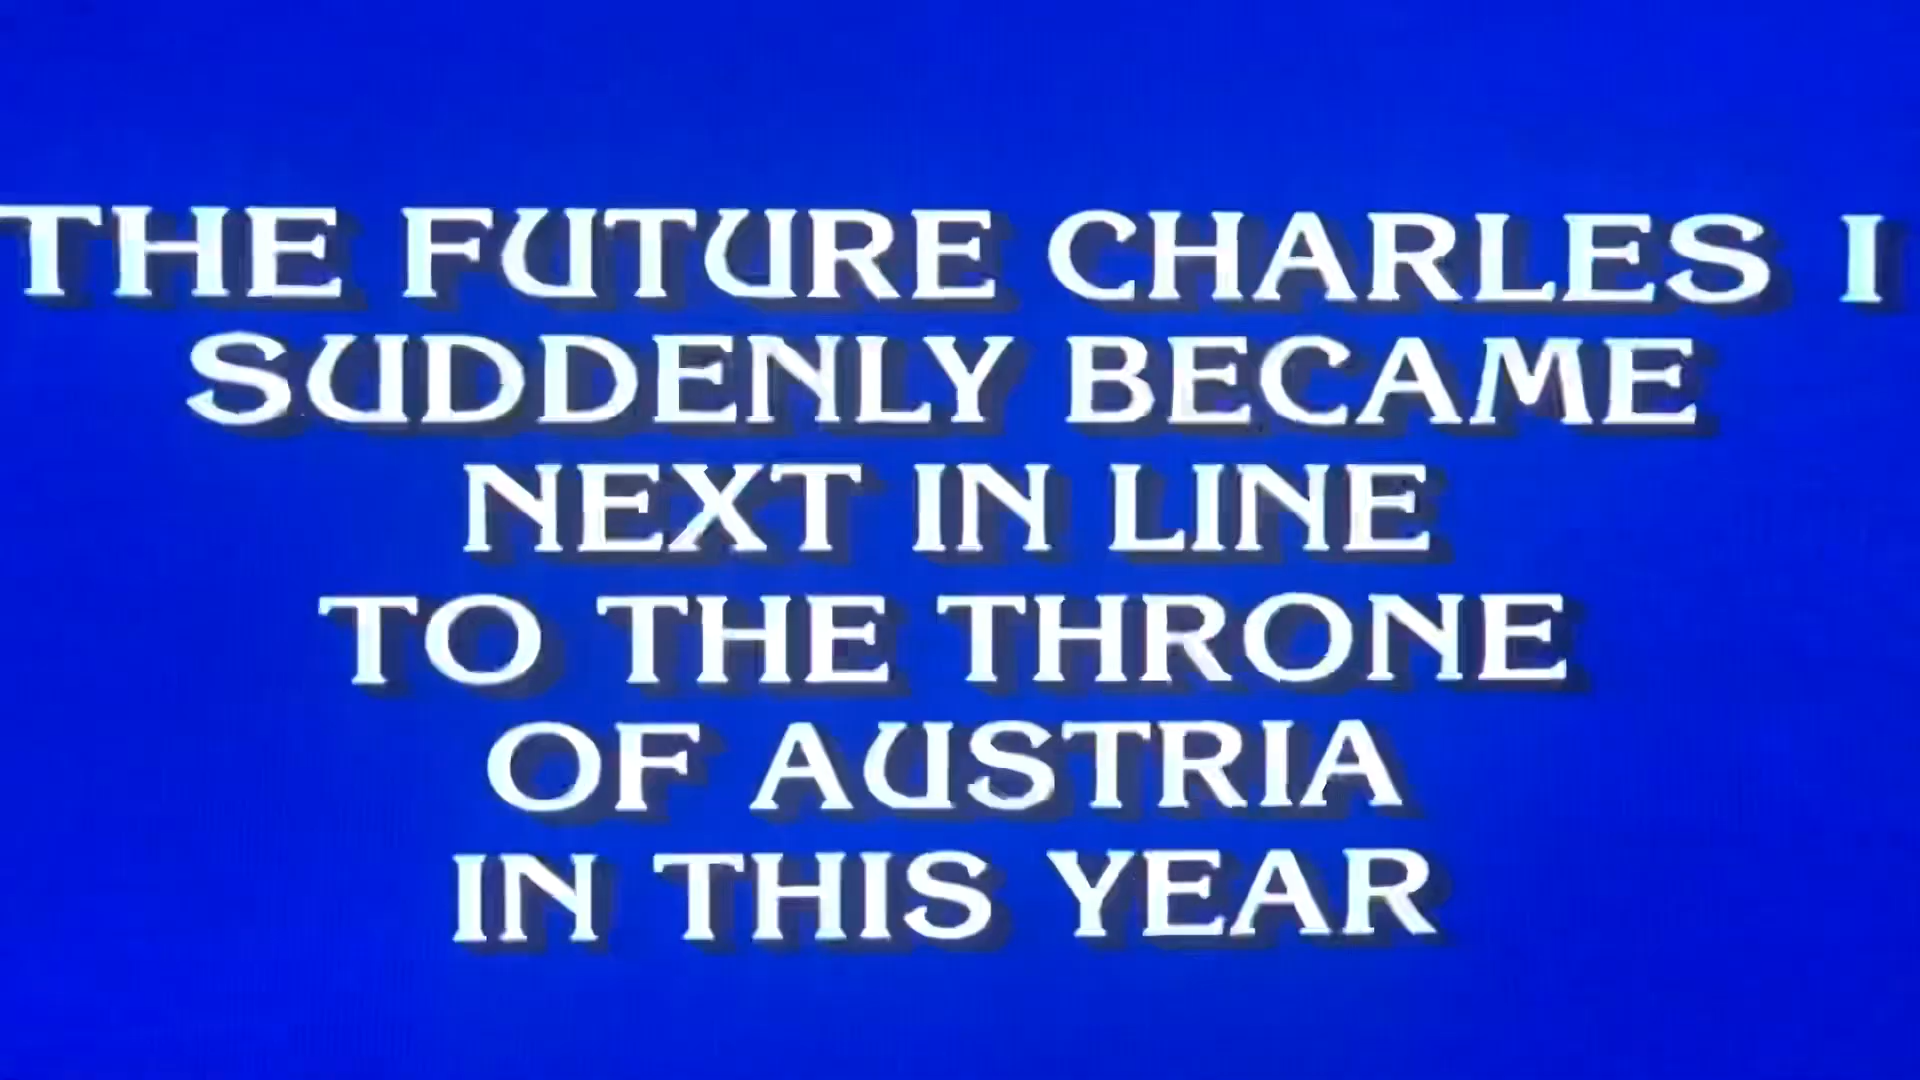 THE FUTURE CHARLES I
SUDDENLY BECAME
NEXT IN LINE
TO THE THRONE
OF AUSTRIA
IN THIS YEAR